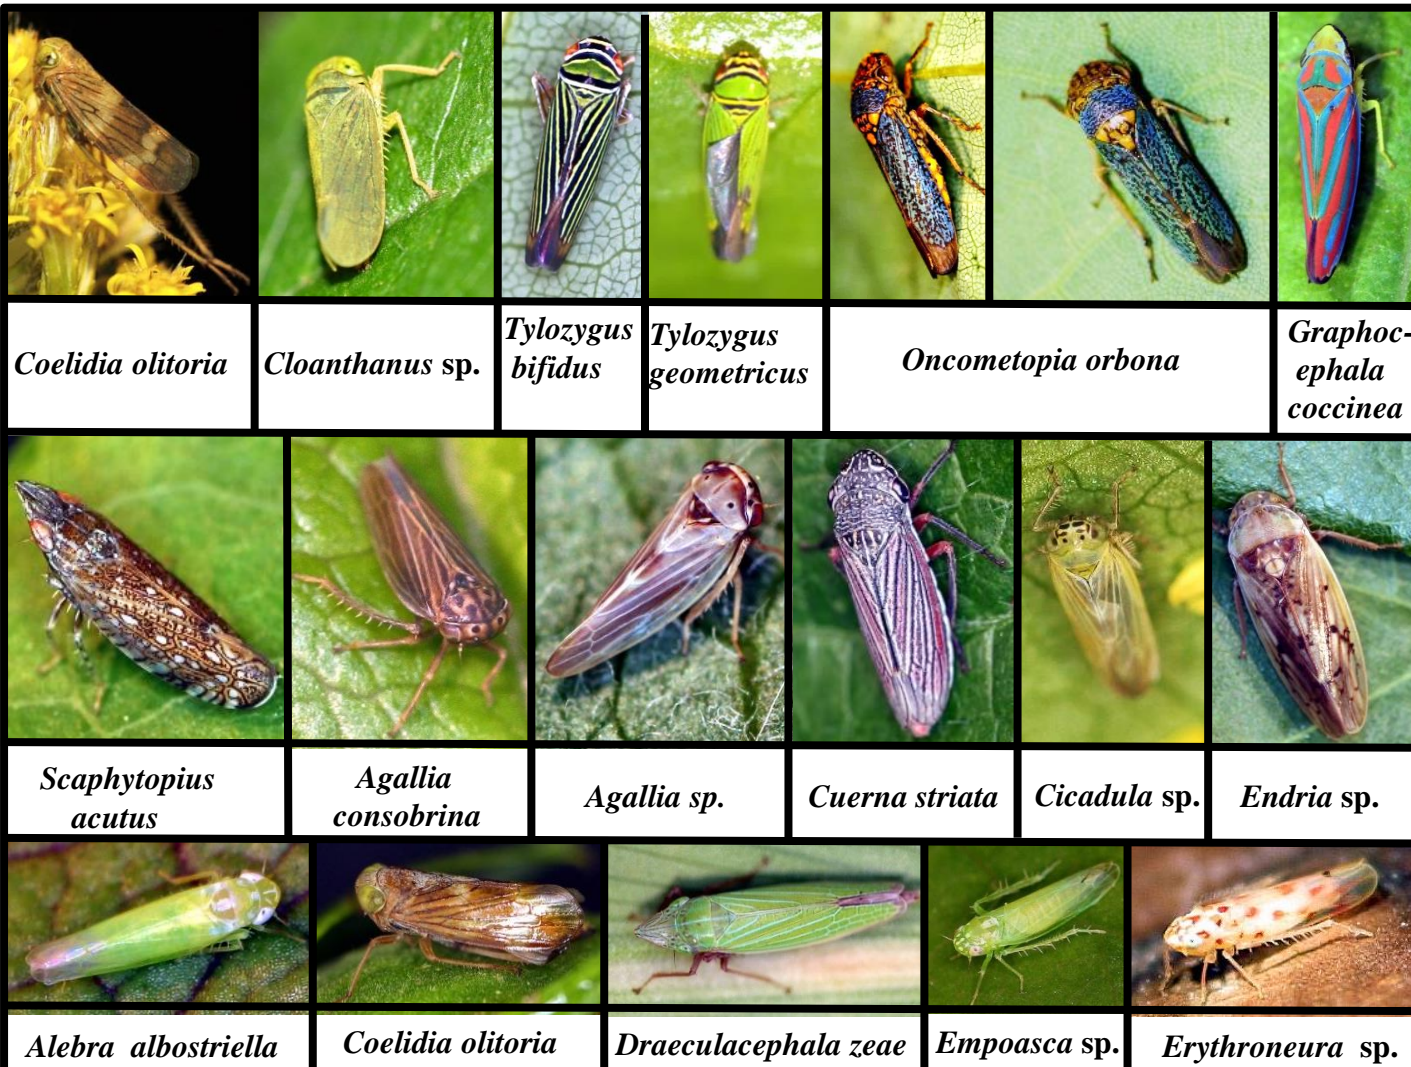 Coelidia olitoria
Cloanthanus sp.
Tylozygus
bifidus
Tylozygus
geometricus
Oncometopia orbona
Graphoc-
ephala
coccinea
Scaphytopius
acutus
Agallia
consobrina
Agallia sp.
Cuerna striata
Cicadula sp.
Endria sp.
Alebra albostriella
Coelidia olitoria
Draeculacephala zeae
Empoasca sp.
Erythroneura sp.